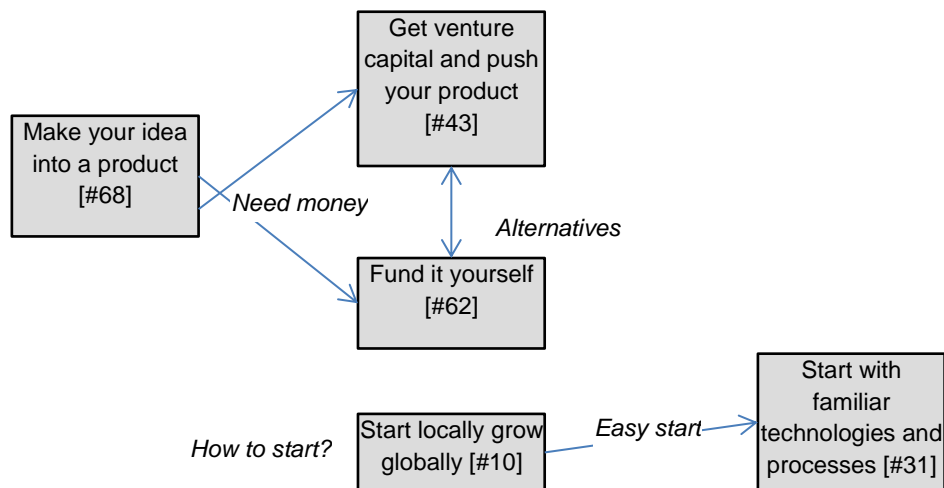 Get venture
capital and push
your product
[#43]
Make your idea
into a product
[#68]
Need money
Alternatives
Fund it yourself
[#62]
Start with
familiar
technologies and
processes [#31]
How to start?
Start locally grow
globally [#10]
Easy start